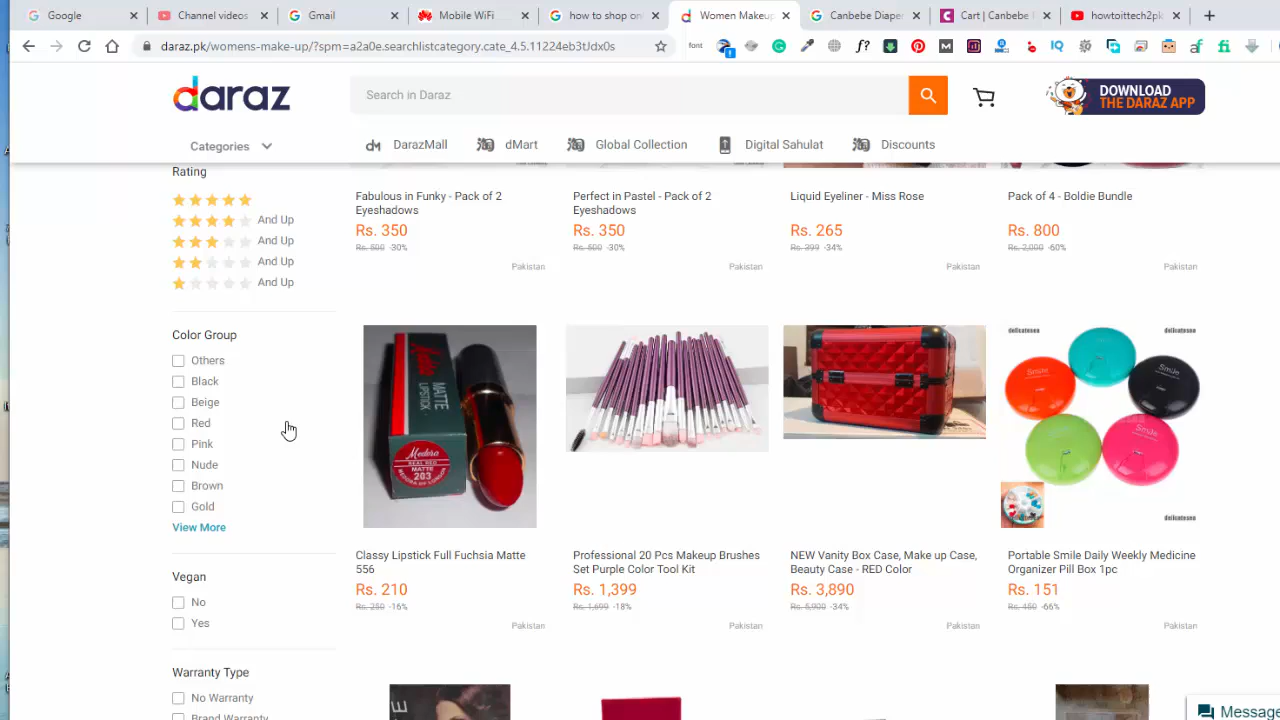 Google
Channel videos
Gmail
Mobile WiFi
how to shop on
Women Makeu
Canbebe Diape
Cart | Canbebe
howtoittech2pk
daraz.pk/womens-make-up/?spm=a2a0e.searchlistcategory.cate_4.5.11224eb3tJdx0s
font
daraz
Search in Daraz
DOWNLOAD
THE DARAZ APP
Categories
DarazMall
dMart
Global Collection
Digital Sahulat
Discounts
Rating
And Up
And Up
And Up
And Up
Color Group
Others
Black
Beige
Red
Pink
Nude
Brown
Gold
View More
Vegan
No
Yes
Warranty Type
No Warranty
Brand Warranty
Fabulous in Funky - Pack of 2
Eyeshadows
Rs. 350
Rs. 500 -30%
Pakistan
Perfect in Pastel - Pack of 2
Eyeshadows
Rs. 350
Rs. 500 -30%
Pakistan
Liquid Eyeliner - Miss Rose
Rs. 265
Rs. 399 -34%
Pakistan
Pack of 4 - Boldie Bundle
Rs. 800
Rs. 2,000 -60%
Pakistan
MATTE
LIPSTICK
Medora
REAL RED
MATTE
203
MEDORA OF LONDON
Classy Lipstick Full Fuchsia Matte
556
Rs. 210
Rs. 250 -16%
Pakistan
Professional 20 Pcs Makeup Brushes
Set Purple Color Tool Kit
Rs. 1,399
Rs. 1,699 -18%
Pakistan
NEW Vanity Box Case, Make up Case,
Beauty Case - RED Color
Rs. 3,890
Rs. 5,900 -34%
Pakistan
Smile
Smile
Smile
Smile
Portable Smile Daily Weekly Medicine
Organizer Pill Box 1pc
Rs. 151
Rs. 450 -66%
Pakistan
Message